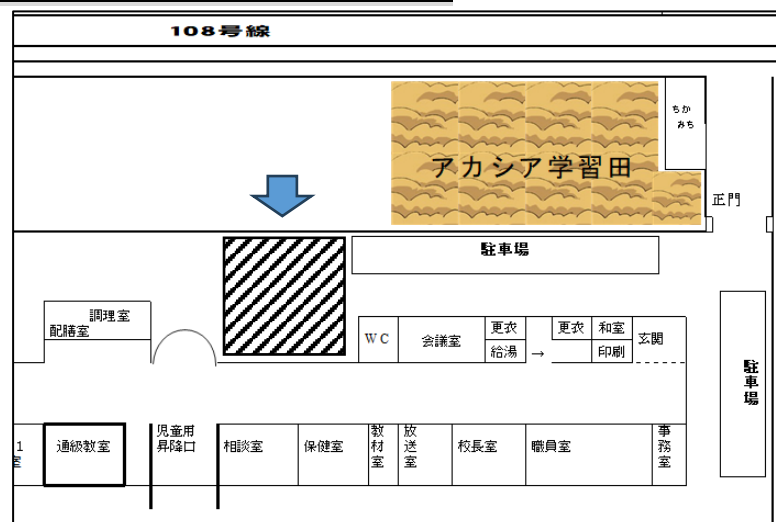 108号線
ちか
みち
アカシア学習田
正門
駐車場
調理室
配膳室
WC
会議室
更衣
給湯
→
更衣
和室
印刷
玄関
駐車場
1
室
通級教室
児童用
昇降口
相談室
保健室
教材室
放送室
校長室
職員室
事務室